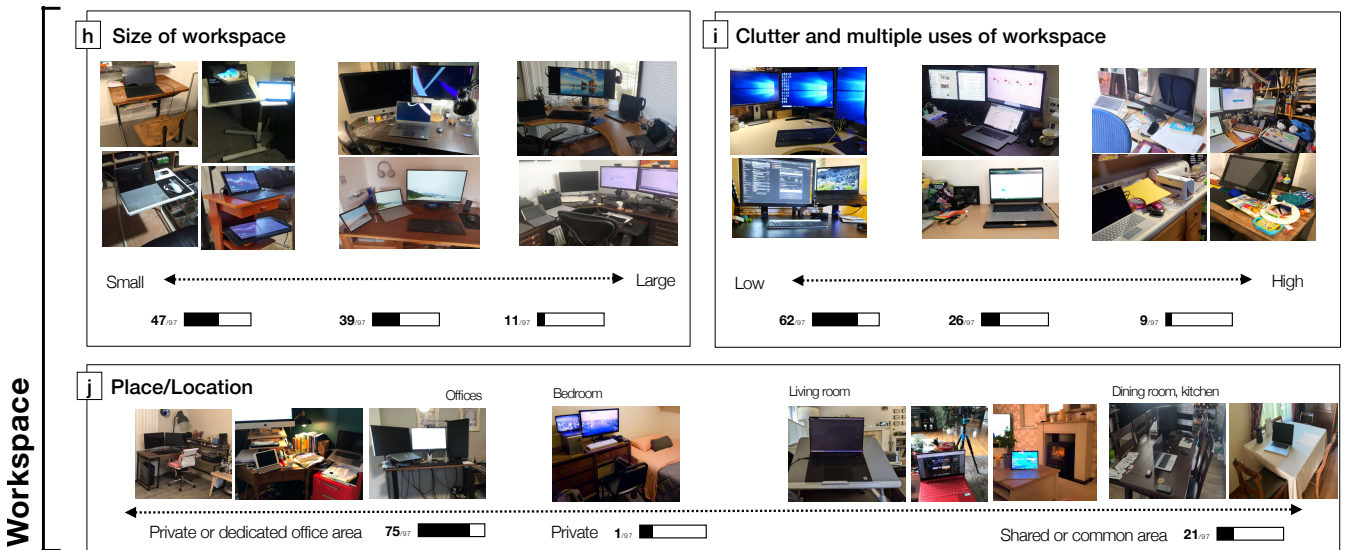 Workspace
h Size of workspace
Small Large
47/97 39/97 11/97
i Clutter and multiple uses of workspace
Low High
62/97 26/97 9/97
j Place/Location
Offices Bedroom Living room Dining room, kitchen
Private or dedicated office area 75/97 Private 1/97 Shared or common area 21/97